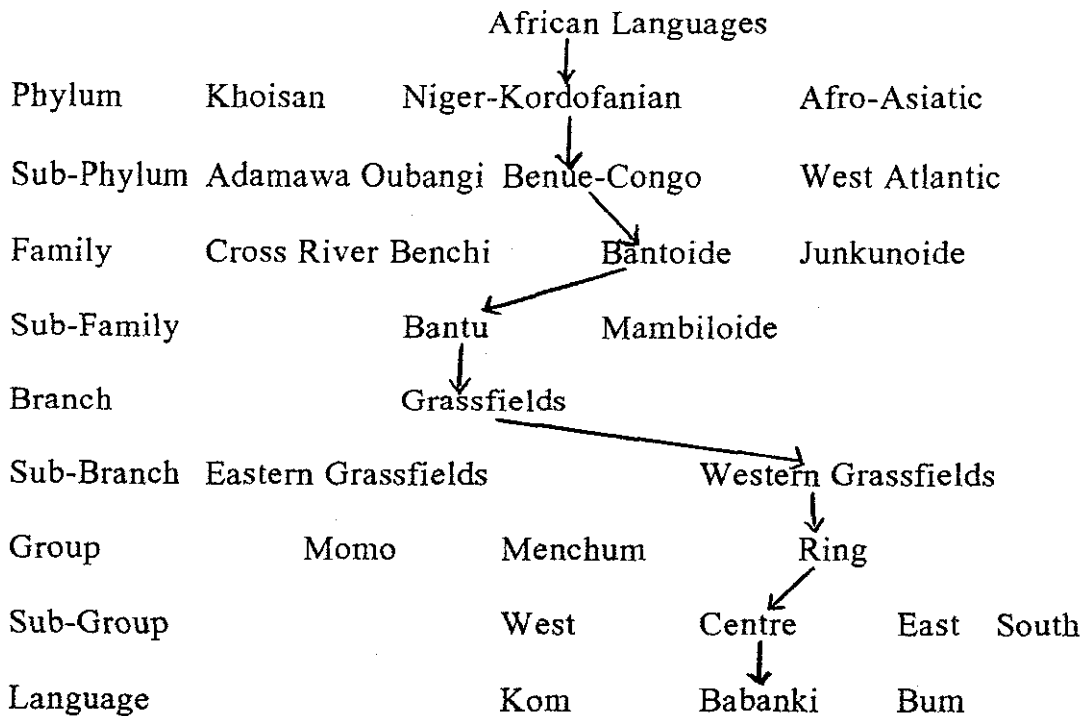 African Languages
Phylum Khoisan Niger-Kordofanian Afro-Asiatic
Sub-Phylum Adamawa Oubangi Benue-Congo West Atlantic
Family Cross River Benchi Bantoide Junkunoide
Sub-Family Bantu Mambiloide
Branch Grassfields
Sub-Branch Eastern Grassfields Western Grassfields
Group Momo Menchum Ring
Sub-Group West Centre East South
Language Kom Babanki Bum